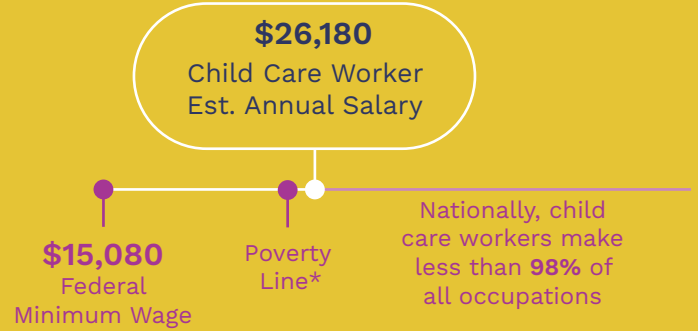 $26,180
Child Care Worker
Est. Annual Salary
$15,080
Federal
Minimum Wage
Poverty
Line*
Nationally, child
care workers make
less than 98% of
all occupations